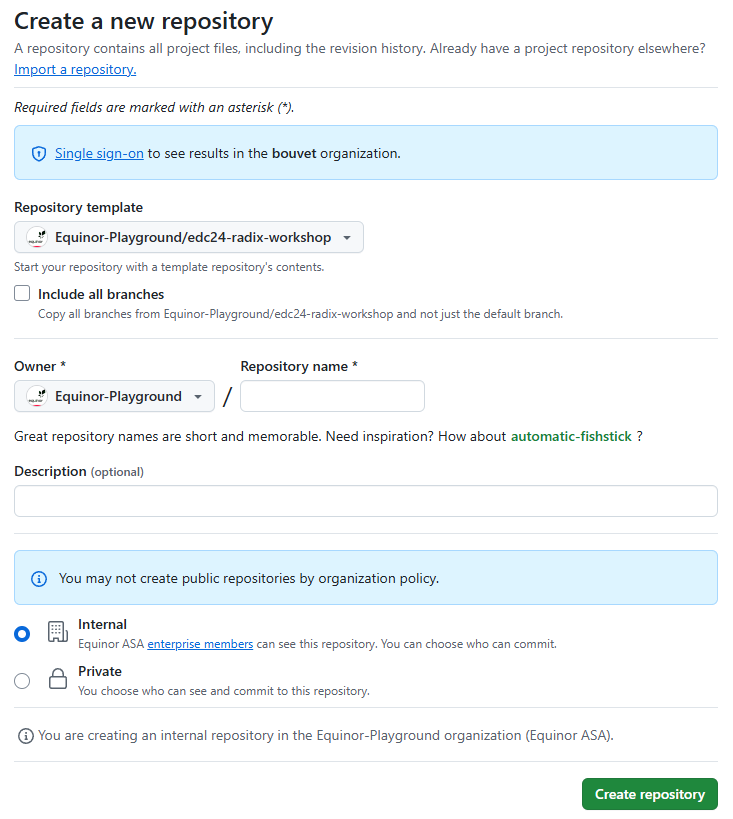 Create a new repository
A repository contains all project files, including the revision history. Already have a project repository elsewhere?
Import a repository.
Required fields are marked with an asterisk (*).
Single sign-on to see results in the bouvet organization.
Repository template
Equinor-Playground/edc24-radix-workshop
Start your repository with a template repository's contents.
Include all branches
Copy all branches from Equinor-Playground/edc24-radix-workshop and not just the default branch.
Owner *
Repository name *
Equinor-Playground
/
Great repository names are short and memorable. Need inspiration? How about automatic-fishstick ?
Description (optional)
You may not create public repositories by organization policy.
Internal
Equinor ASA enterprise members can see this repository. You can choose who can commit.
Private
You choose who can see and commit to this repository.
You are creating an internal repository in the Equinor-Playground organization (Equinor ASA).
Create repository